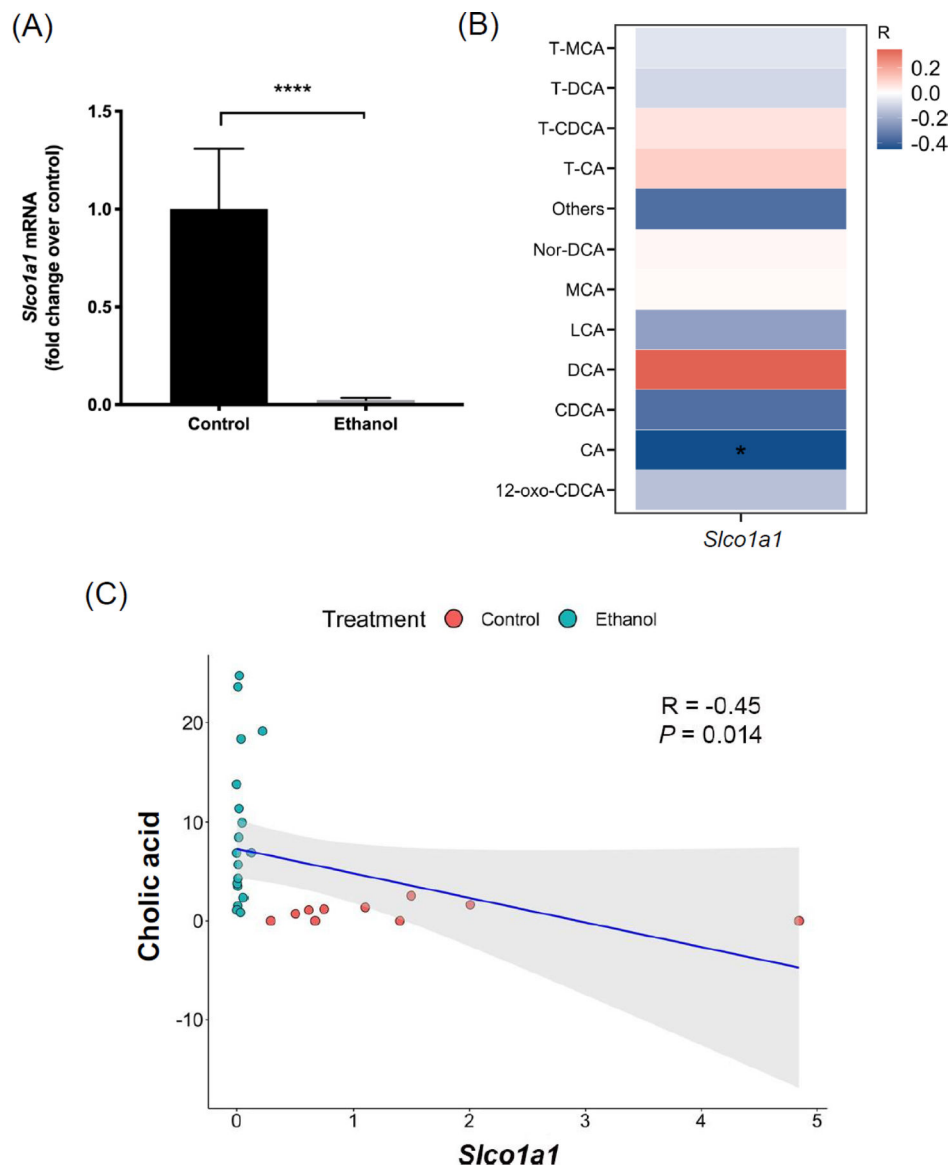 (A)
****
Slco1a1 mRNA
(fold change over control)
1.5
1.0
0.5
0.0
Control
Ethanol
(B)
T-MCA
T-DCA
T-CDCA
T-CA
Others
Nor-DCA
MCA
LCA
DCA
CDCA
CA
*
12-oxo-CDCA
Slco1a1
R
0.2
0.0
-0.2
-0.4
(C)
Treatment Control Ethanol
R = -0.45
P = 0.014
Cholic acid
20
10
0
-10
0 1 2 3 4 5
Slco1a1